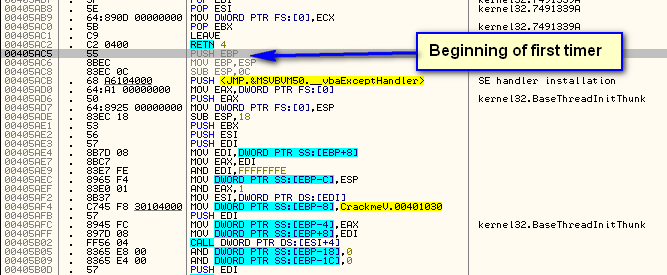 00405AB8 . 5E POP ESI kernel32.7491339A
00405AB9 . 64:890D 00000000 MOV DWORD PTR FS:[0],ECX
00405AC0 . 5B POP EBX kernel32.7491339A
00405AC1 . C9 LEAVE
00405AC2 . C2 0400 RETN 4
00405AC5 . 55 PUSH EBP
Beginning of first timer
00405AC6 . 8BEC MOV EBP,ESP
00405AC8 . 83EC 0C SUB ESP,0C
00405ACB . 68 A6104000 PUSH <JMP.&MSVBVM50.__vbaExceptHandler> SE handler installation
00405AD0 . 64:A1 00000000 MOV EAX,DWORD PTR FS:[0]
00405AD6 . 50 PUSH EAX kernel32.BaseThreadInitThunk
00405AD7 . 64:8925 00000000 MOV DWORD PTR FS:[0],ESP
00405ADE . 83EC 18 SUB ESP,18
00405AE1 . 53 PUSH EBX
00405AE2 . 56 PUSH ESI
00405AE3 . 57 PUSH EDI
00405AE4 . 8B7D 08 MOV EDI,DWORD PTR SS:[EBP+8]
00405AE7 . 8BC7 MOV EAX,EDI
00405AE9 . 83E7 FE AND EDI,FFFFFFFE
00405AEC . 8965 F4 MOV DWORD PTR SS:[EBP-C],ESP
00405AEF . 83E0 01 AND EAX,1
00405AF2 . 8B37 MOV ESI,DWORD PTR DS:[EDI]
00405AF4 . C745 F8 30104000 MOV DWORD PTR SS:[EBP-8],CrackmeV.00401030
00405AFB . 57 PUSH EDI
00405AFC . 8945 FC MOV DWORD PTR SS:[EBP-4],EAX kernel32.BaseThreadInitThunk
00405AFF . 897D 08 MOV DWORD PTR SS:[EBP+8],EDI
00405B02 . FF56 04 CALL DWORD PTR DS:[ESI+4]
00405B05 . 8365 E8 00 AND DWORD PTR SS:[EBP-18],0
00405B09 . 8365 E4 00 AND DWORD PTR SS:[EBP-1C],0
00405B0D . 57 PUSH EDI